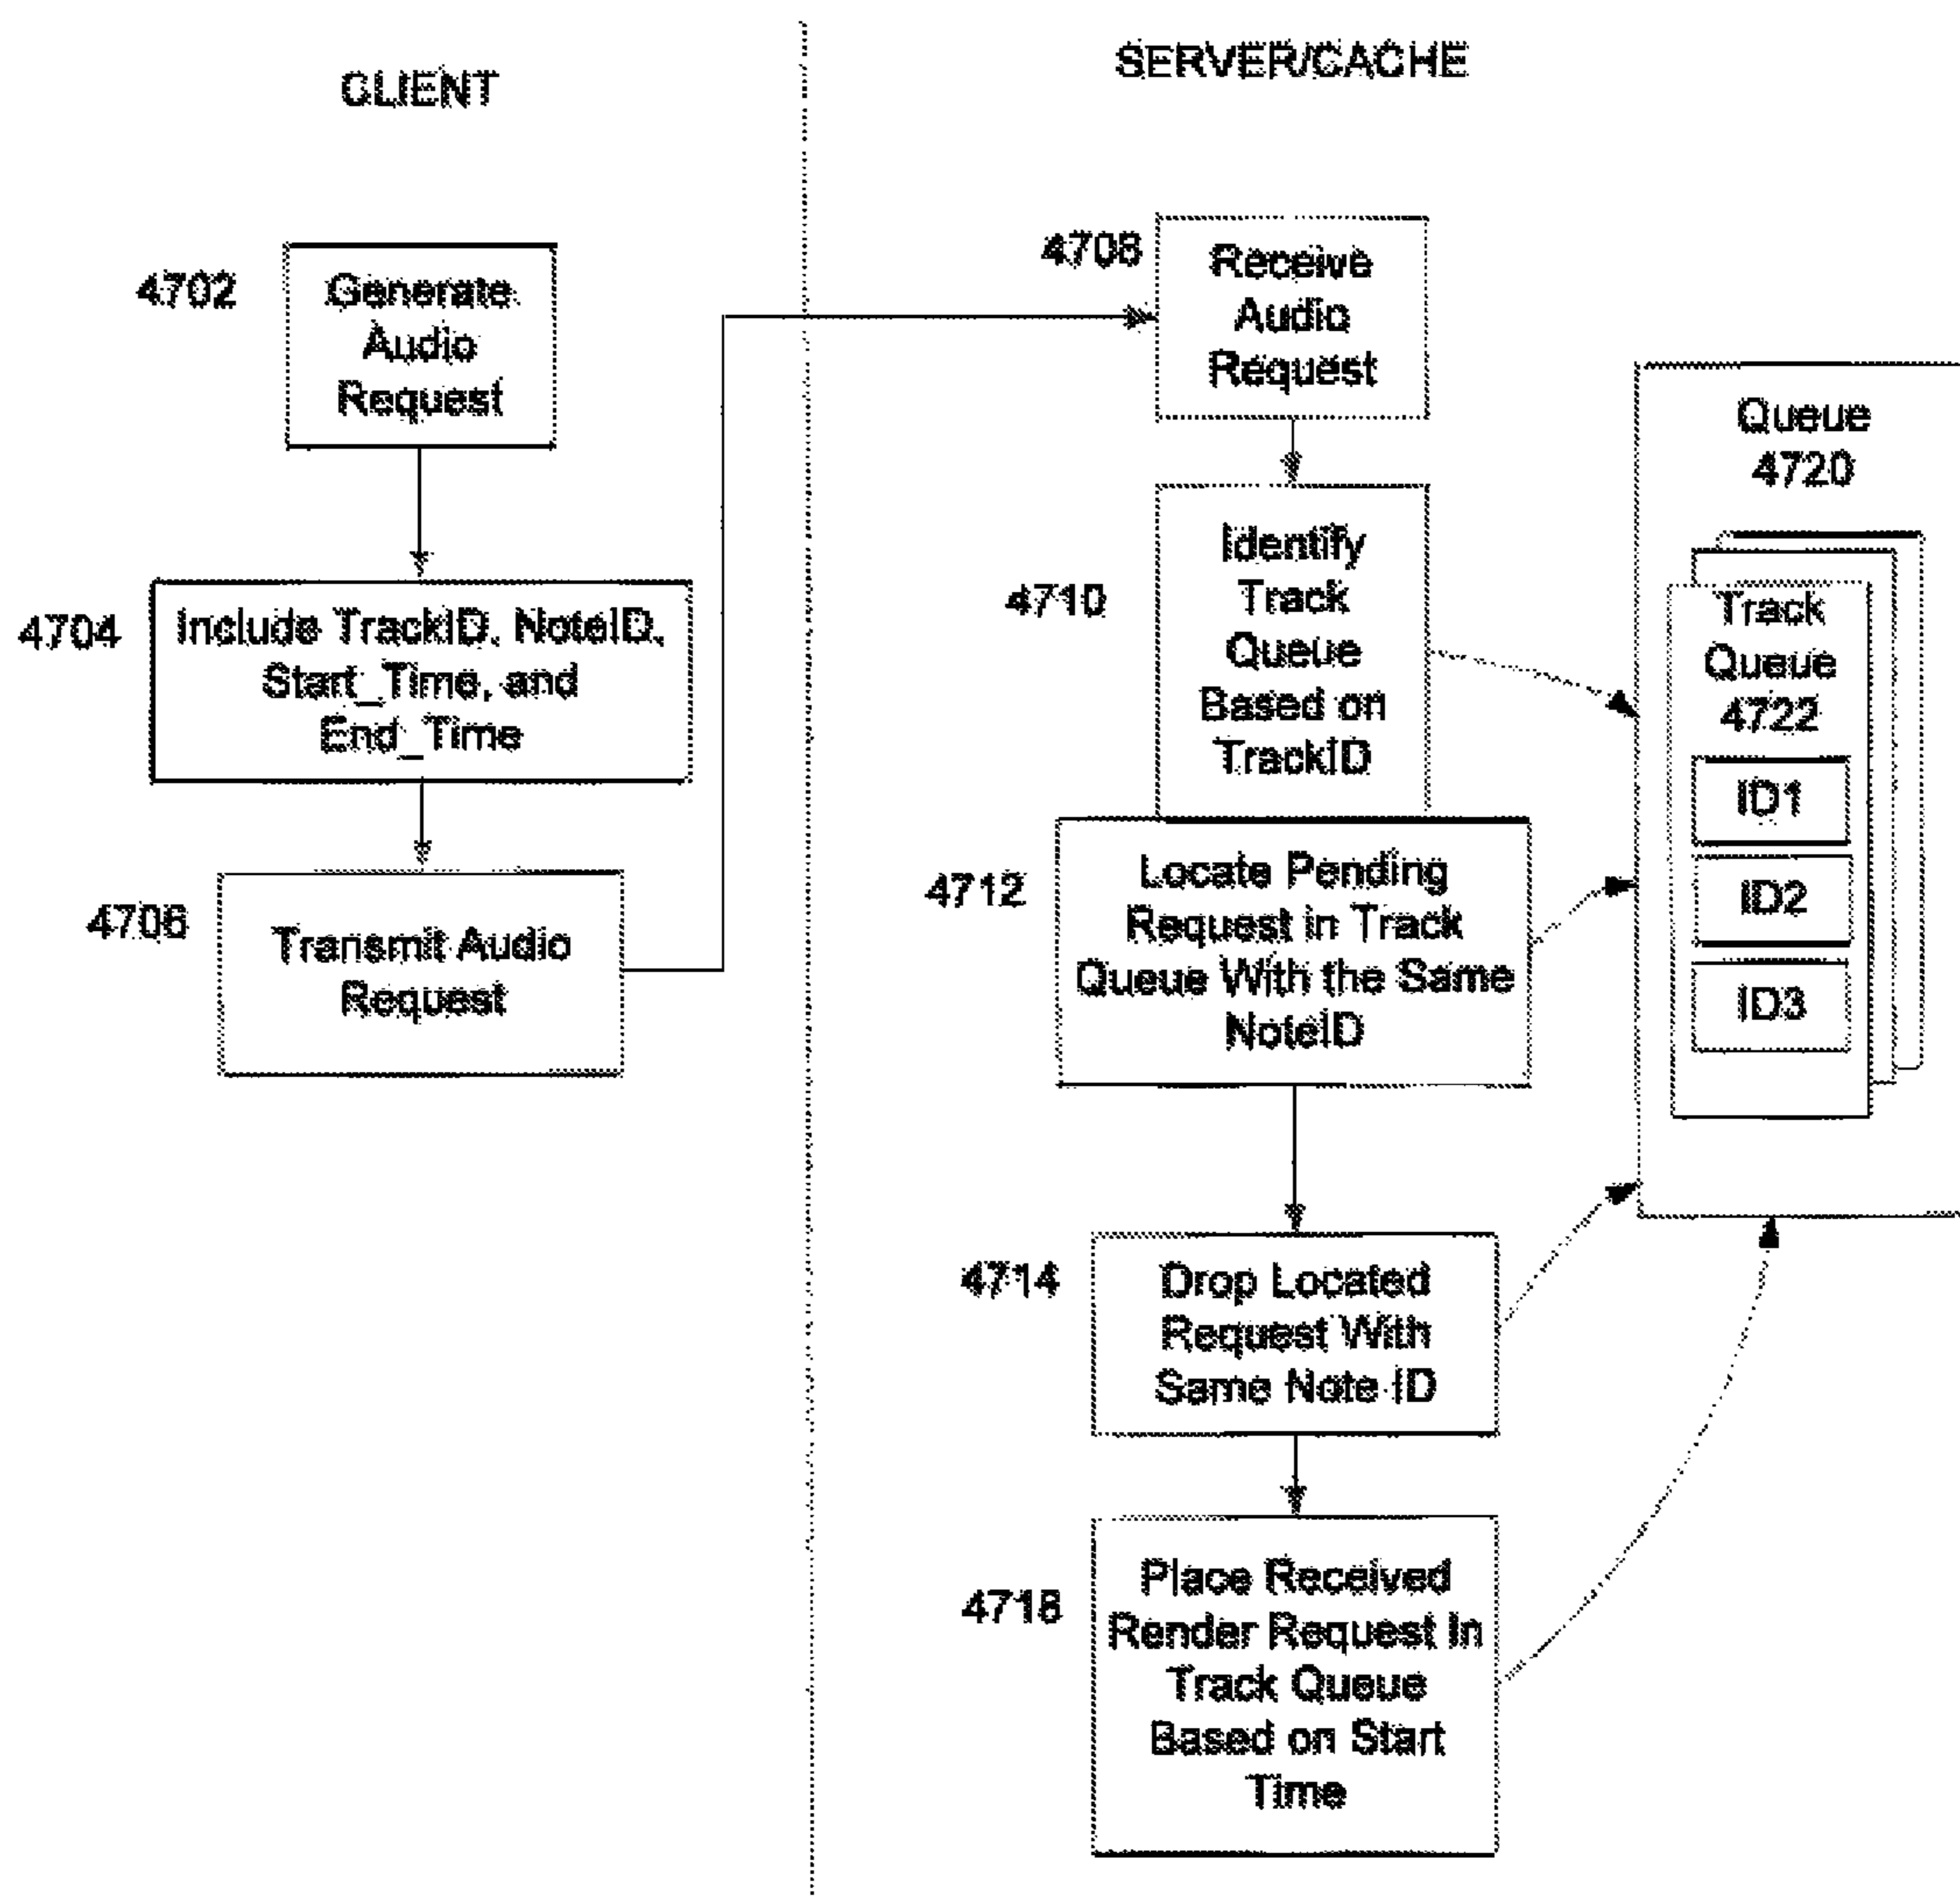 CLIENT
4702
Generate
Audio
Request
4704
Include TrackID, NoteID,
Start_Time, and
End_Time
4706
Transmit Audio
Request
SERVER/CACHE
4708
Receive
Audio
Request
4710
Identify
Track
Queue
Based on
TrackID
4712
Locate Pending
Request in Track
Queue With the Same
NoteID
4714
Drop Located
Request With
Same Note ID
4718
Place Received
Render Request in
Track Queue
Based on Start
Time
Queue
4720
Track
Queue
4722
ID1
ID2
ID3